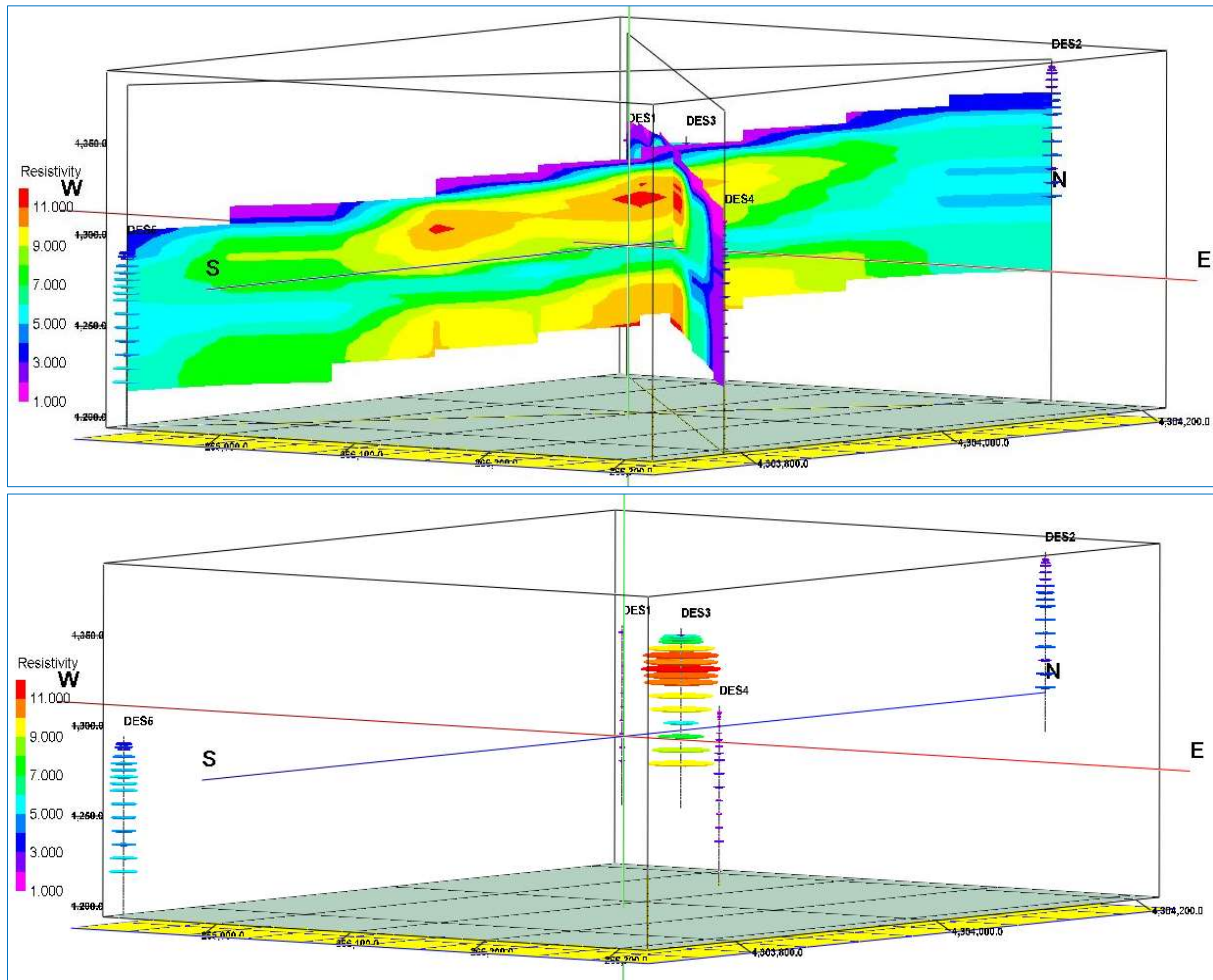 DES2
DES1
DES3
1,350.0
Resistivity
W
N
11.000
DES4
1,300.0
DES5
9.000
S
E
7.000
5.000
1,250.0
3.000
1.000
1,200.0
4,304,200.0
4,304,000.0
4,303,800.0
DES2
DES1
DES3
1,350.0
Resistivity
W
N
11.000
DES4
1,300.0
DES5
9.000
S
E
7.000
5.000
1,250.0
3.000
1.000
1,200.0
4,304,200.0
4,304,000.0
4,303,800.0